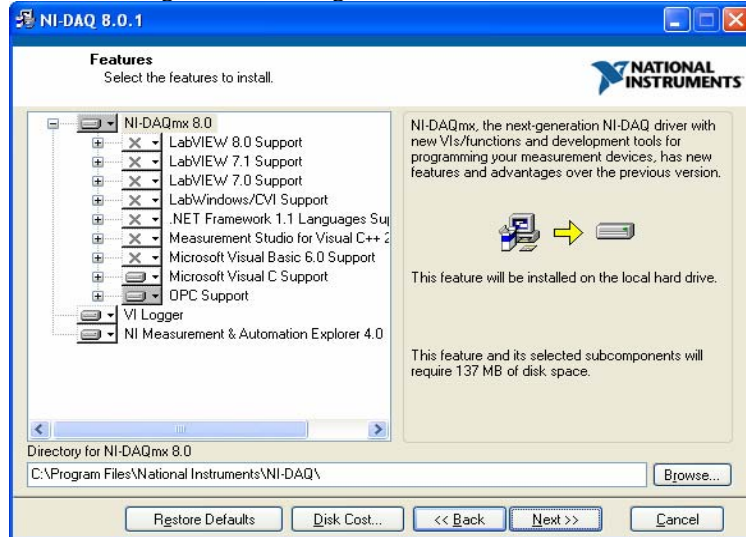 NI-DAQ 8.0.1
Features
Select the features to install.
NATIONAL
INSTRUMENTS
NI-DAQmx 8.0
LabVIEW 8.0 Support
LabVIEW 7.1 Support
LabVIEW 7.0 Support
LabWindows/CVI Support
.NET Framework 1.1 Languages Su
Measurement Studio for Visual C++ 2
Microsoft Visual Basic 6.0 Support
Microsoft Visual C Support
OPC Support
VI Logger
NI Measurement & Automation Explorer 4.0
NI-DAQmx, the next-generation NI-DAQ driver with
new VIs/functions and development tools for
programming your measurement devices, has new
features and advantages over the previous version.
This feature will be installed on the local hard drive.
This feature and its selected subcomponents will
require 137 MB of disk space.
Directory for NI-DAQmx 8.0
C:\Program Files\National Instruments\NI-DAQ\
Browse...
Restore Defaults
Disk Cost...
<< Back
Next >>
Cancel